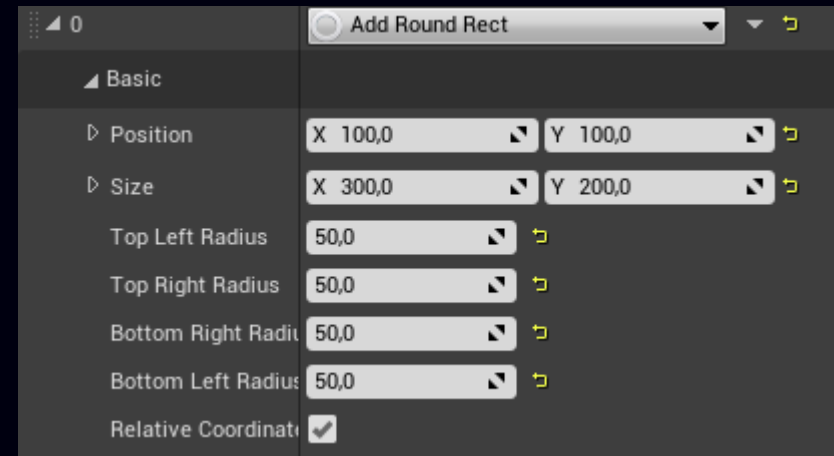 0 Add Round Rect
Basic
Position X 100,0 Y 100,0
Size X 300,0 Y 200,0
Top Left Radius 50,0
Top Right Radius 50,0
Bottom Right Radiu 50,0
Bottom Left Radius 50,0
Relative Coordinate